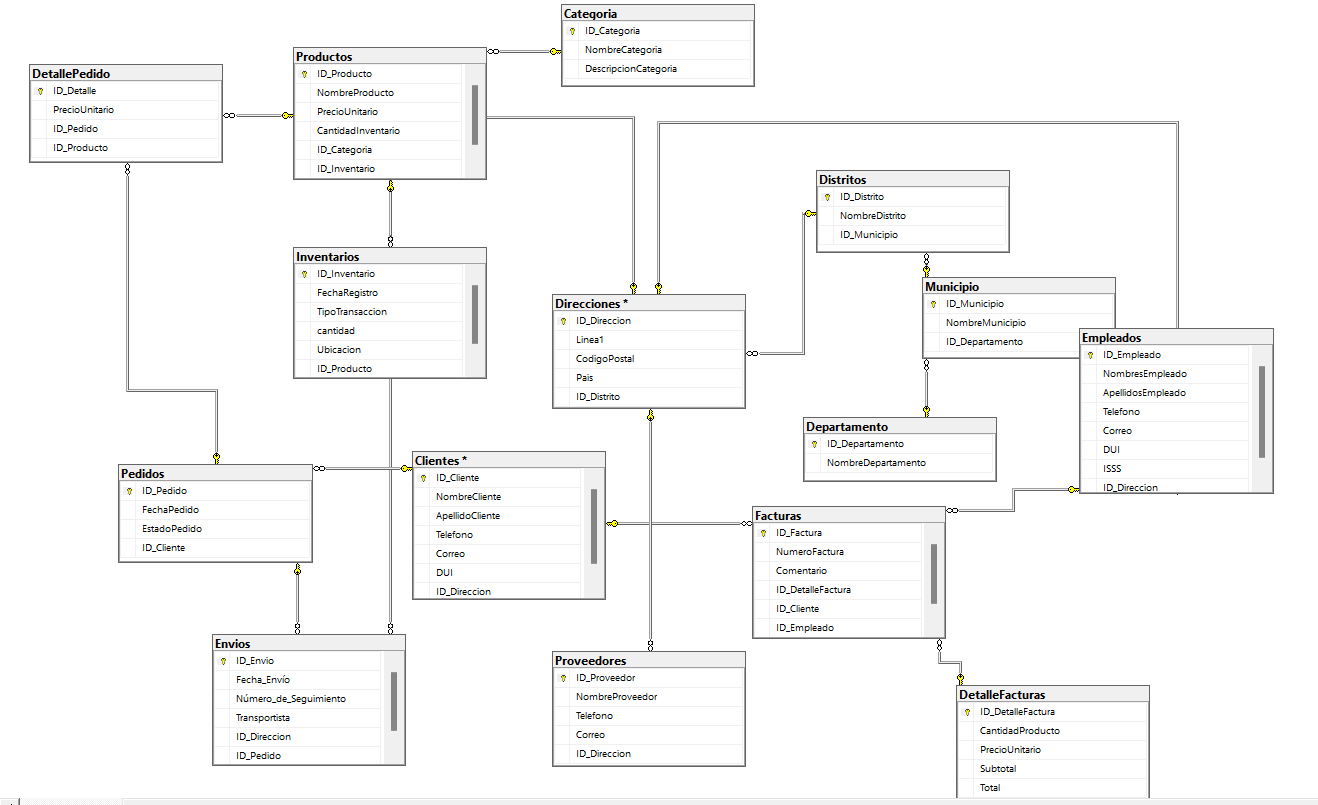 Categoria
ID_Categoria
NombreCategoria
DescripcionCategoria
Productos
ID_Producto
NombreProducto
PrecioUnitario
CantidadInventario
ID_Categoria
ID_Inventario
DetallePedido
ID_Detalle
PrecioUnitario
ID_Pedido
ID_Producto
Distritos
ID_Distrito
NombreDistrito
ID_Municipio
Inventarios
ID_Inventario
FechaRegistro
TipoTransaccion
cantidad
Ubicacion
ID_Producto
Direcciones *
ID_Direccion
Linea1
CodigoPostal
Pais
ID_Distrito
Municipio
ID_Municipio
NombreMunicipio
ID_Departamento
Empleados
ID_Empleado
NombresEmpleado
ApellidosEmpleado
Telefono
Correo
DUI
ISSS
ID_Direccion
Departamento
ID_Departamento
NombreDepartamento
Pedidos
ID_Pedido
FechaPedido
EstadoPedido
ID_Cliente
Clientes *
ID_Cliente
NombreCliente
ApellidoCliente
Telefono
Correo
DUI
ID_Direccion
Facturas
ID_Factura
NumeroFactura
Comentario
ID_DetalleFactura
ID_Cliente
ID_Empleado
Envios
ID_Envio
Fecha_Envío
Número_de_Seguimiento
Transportista
ID_Direccion
ID_Pedido
Proveedores
ID_Proveedor
NombreProveedor
Telefono
Correo
ID_Direccion
DetalleFacturas
ID_DetalleFactura
CantidadProducto
PrecioUnitario
Subtotal
Total